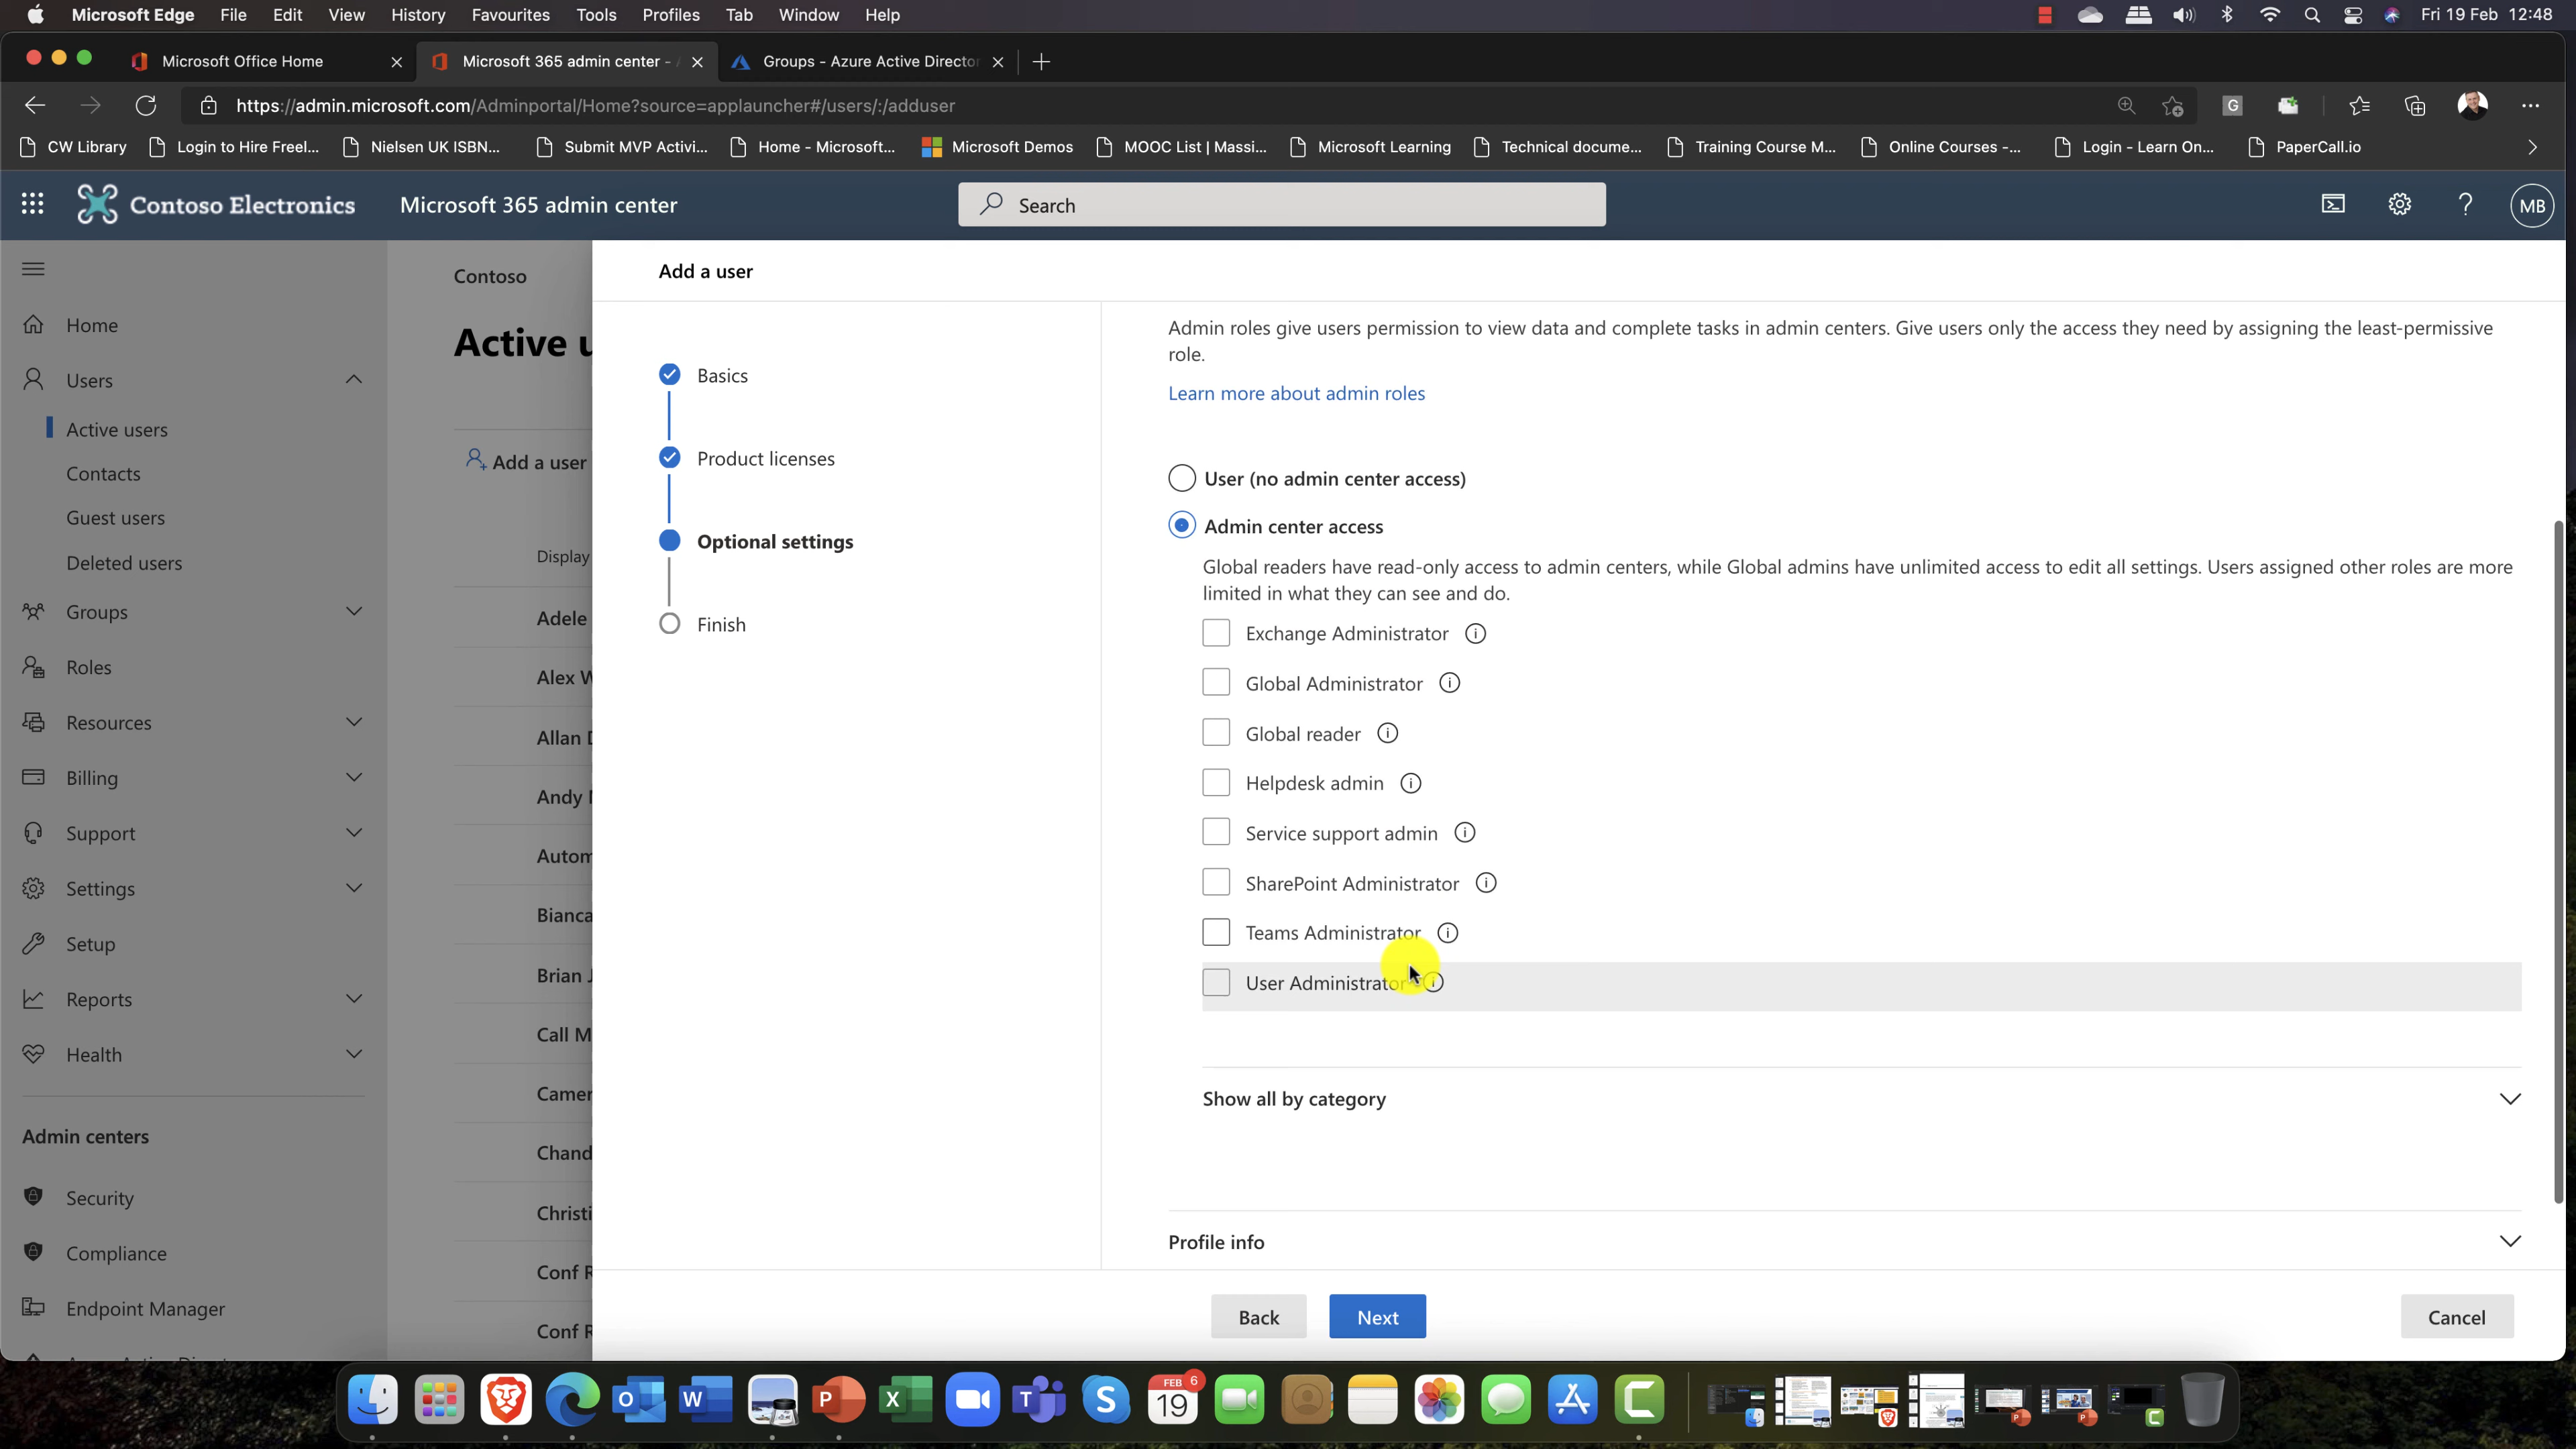 Microsoft Edge File Edit View History Favourites Tools Profiles Tab Window Help Fri 19 Feb 12:48
Microsoft Office Home Microsoft 365 admin center - Groups - Azure Active Director
https://admin.microsoft.com/Adminportal/Home?source=applauncher#/users/:/adduser
CW Library Login to Hire Freel... Nielsen UK ISBN... Submit MVP Activi... Home - Microsoft... Microsoft Demos MOOC List | Massi... Microsoft Learning Technical docume... Training Course M... Online Courses -... Login - Learn On... PaperCall.io
Contoso Electronics Microsoft 365 admin center Search MB
Contoso
Add a user
Home
Active u
Users
Active users
Contacts
Guest users
Deleted users
Groups
Roles
Resources
Billing
Support
Settings
Setup
Reports
Health
Admin centers
Security
Compliance
Endpoint Manager
Add a user
Display
Adele
Alex W
Allan D
Andy
Autom
Bianca
Brian J
Call M
Camer
Chand
Christi
Conf R
Conf R
Basics
Product licenses
Optional settings
Finish
Admin roles give users permission to view data and complete tasks in admin centers. Give users only the access they need by assigning the least-permissive
role.
Learn more about admin roles
User (no admin center access)
Admin center access
Global readers have read-only access to admin centers, while Global admins have unlimited access to edit all settings. Users assigned other roles are more
limited in what they can see and do.
Exchange Administrator
Global Administrator
Global reader
Helpdesk admin
Service support admin
SharePoint Administrator
Teams Administrator
User Administrator
Show all by category
Profile info
Back Next Cancel
FEB 6
19